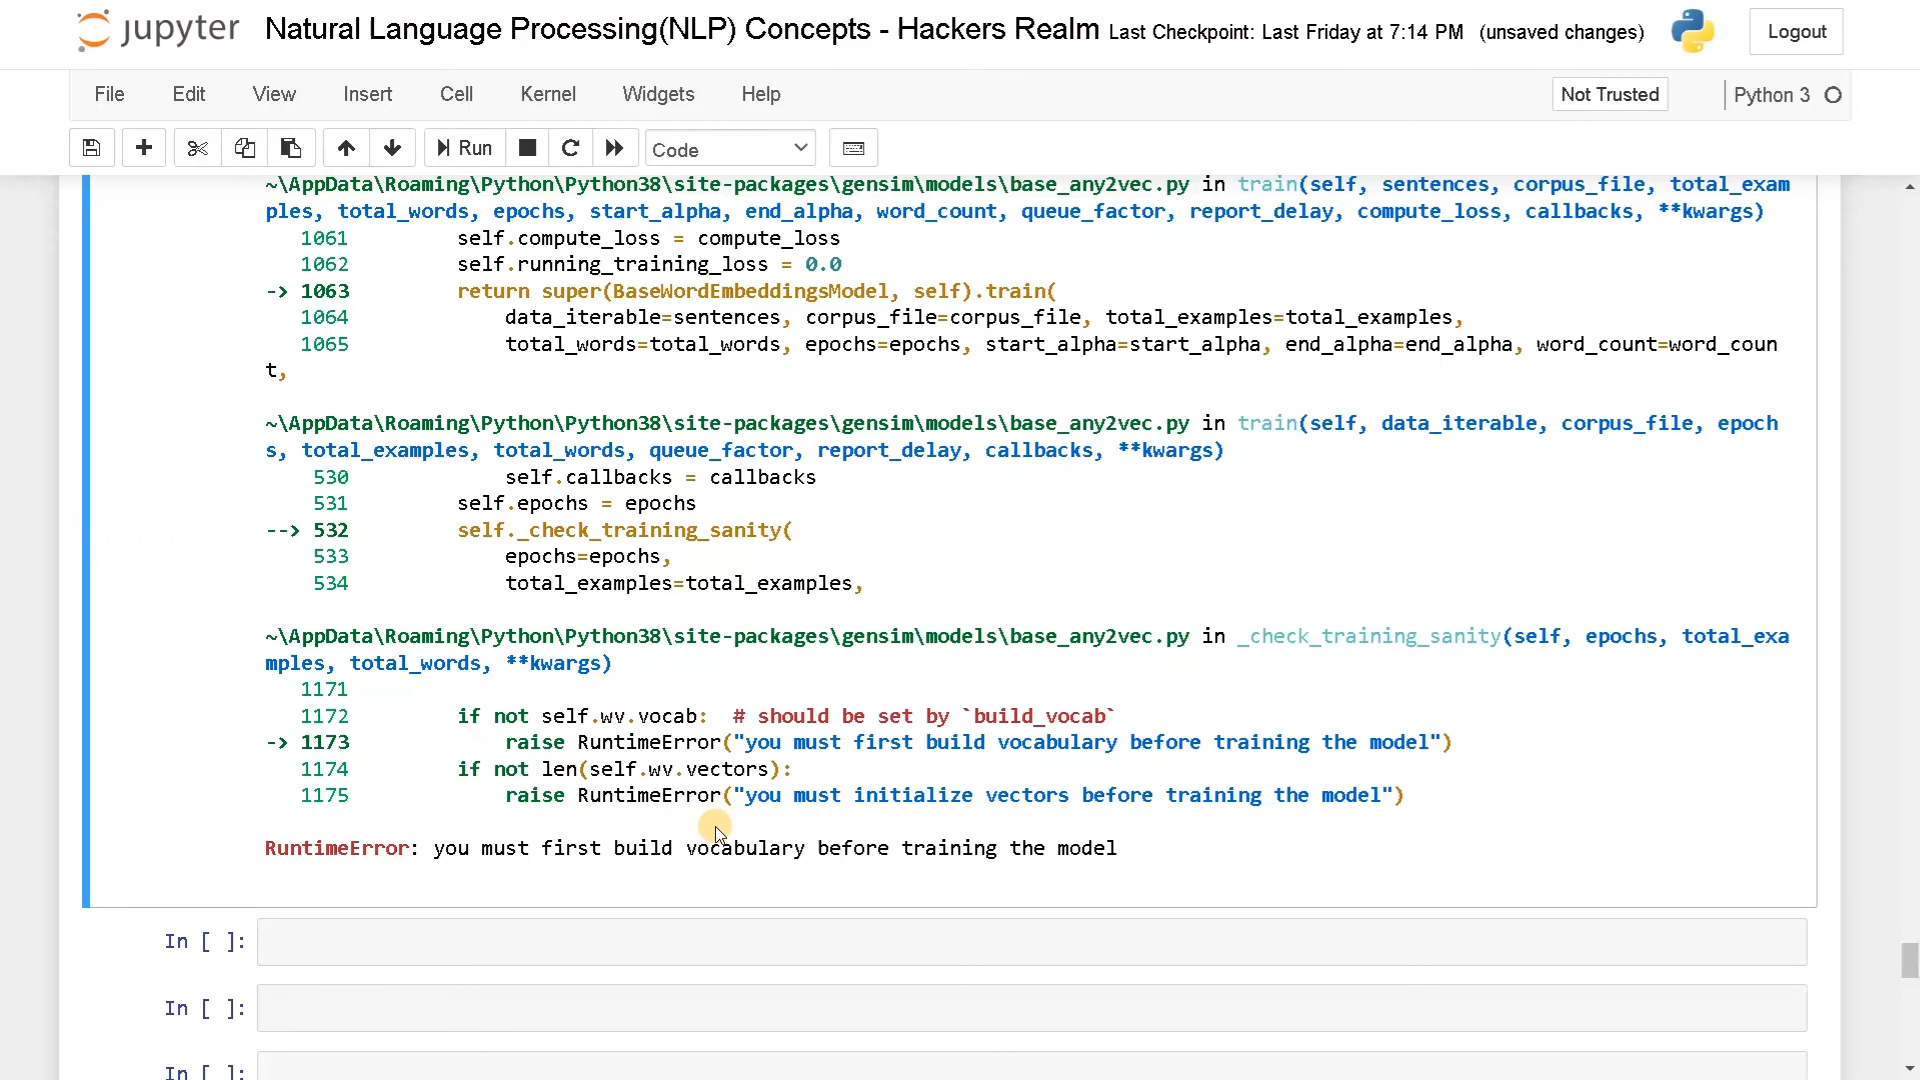 jupyter Natural Language Processing(NLP) Concepts - Hackers Realm Last Checkpoint: Last Friday at 7:14 PM (unsaved changes) Logout
File Edit View Insert Cell Kernel Widgets Help Not Trusted Python 3
Run Code
~\AppData\Roaming\Python\Python38\site-packages\gensim\models\base_any2vec.py in train(self, sentences, corpus_file, total_exam
ples, total_words, epochs, start_alpha, end_alpha, word_count, queue_factor, report_delay, compute_loss, callbacks, **kwargs)
1061 self.compute_loss = compute_loss
1062 self.running_training_loss = 0.0
-> 1063 return super(BaseWordEmbeddingsModel, self).train(
1064 data_iterable=sentences, corpus_file=corpus_file, total_examples=total_examples,
1065 total_words=total_words, epochs=epochs, start_alpha=start_alpha, end_alpha=end_alpha, word_count=word_coun
t,
~\AppData\Roaming\Python\Python38\site-packages\gensim\models\base_any2vec.py in train(self, data_iterable, corpus_file, epoch
s, total_examples, total_words, queue_factor, report_delay, callbacks, **kwargs)
530 self.callbacks = callbacks
531 self.epochs = epochs
--> 532 self._check_training_sanity(
533 epochs=epochs,
534 total_examples=total_examples,
~\AppData\Roaming\Python\Python38\site-packages\gensim\models\base_any2vec.py in _check_training_sanity(self, epochs, total_exa
mples, total_words, **kwargs)
1171
1172 if not self.wv.vocab: # should be set by `build_vocab`
-> 1173 raise RuntimeError("you must first build vocabulary before training the model")
1174 if not len(self.wv.vectors):
1175 raise RuntimeError("you must initialize vectors before training the model")
RuntimeError: you must first build vocabulary before training the model
In [ ]:
In [ ]:
In [ ]: